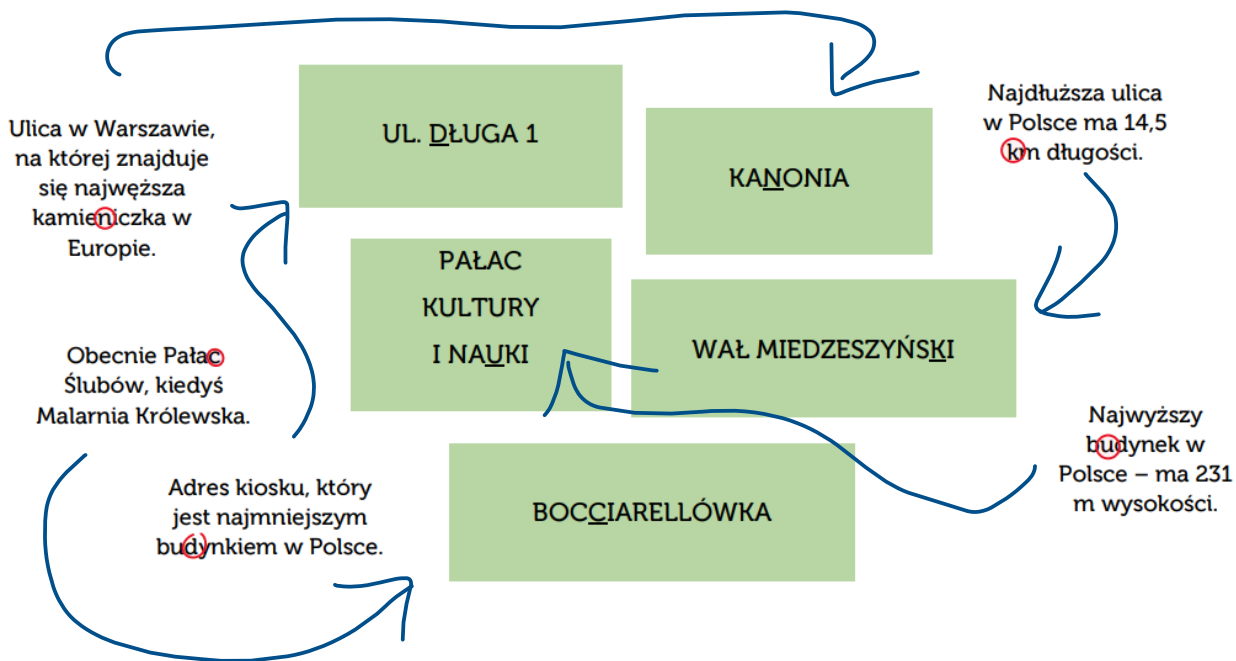 Ulica w Warszawie,
na której znajduje
się najwęższa
kamieniczka w
Europie.
UL. DŁUGA 1
KANONIA
Najdłuższa ulica
w Polsce ma 14,5
km długości.
PAŁAC
KULTURY
I NAUKI
WAŁ MIEDZESZYŃSKI
Obecnie Pałac
Ślubów, kiedyś
Malarnia Królewska.
Najwyższy
budynek w
Polsce – ma 231
m wysokości.
Adres kiosku, który
jest najmniejszym
budynkiem w Polsce.
BOCCIARELLÓWKA